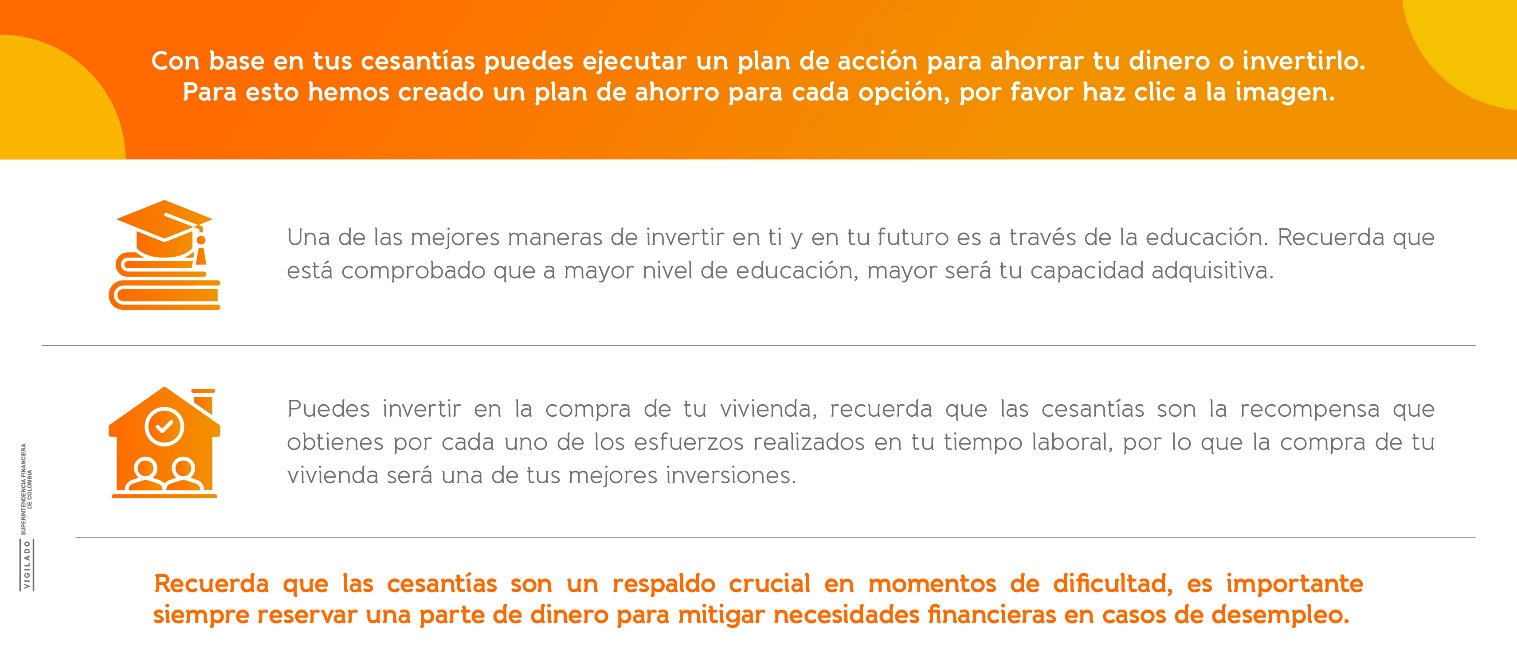 Con base en tus cesantías puedes ejecutar un plan de acción para ahorrar tu dinero o invertirlo.
Para esto hemos creado un plan de ahorro para cada opción, por favor haz clic a la imagen.
Una de las mejores maneras de invertir en ti y en tu futuro es a través de la educación. Recuerda que
está comprobado que a mayor nivel de educación, mayor será tu capacidad adquisitiva.
Puedes invertir en la compra de tu vivienda, recuerda que las cesantías son la recompensa que
obtienes por cada uno de los esfuerzos realizados en tu tiempo laboral, por lo que la compra de tu
vivienda será una de tus mejores inversiones.
Recuerda que las cesantías son un respaldo crucial en momentos de dificultad, es importante
siempre reservar una parte de dinero para mitigar necesidades financieras en casos de desempleo.
VIGILADO
SUPERINTENDENCIA FINANCIERA
DE COLOMBIA